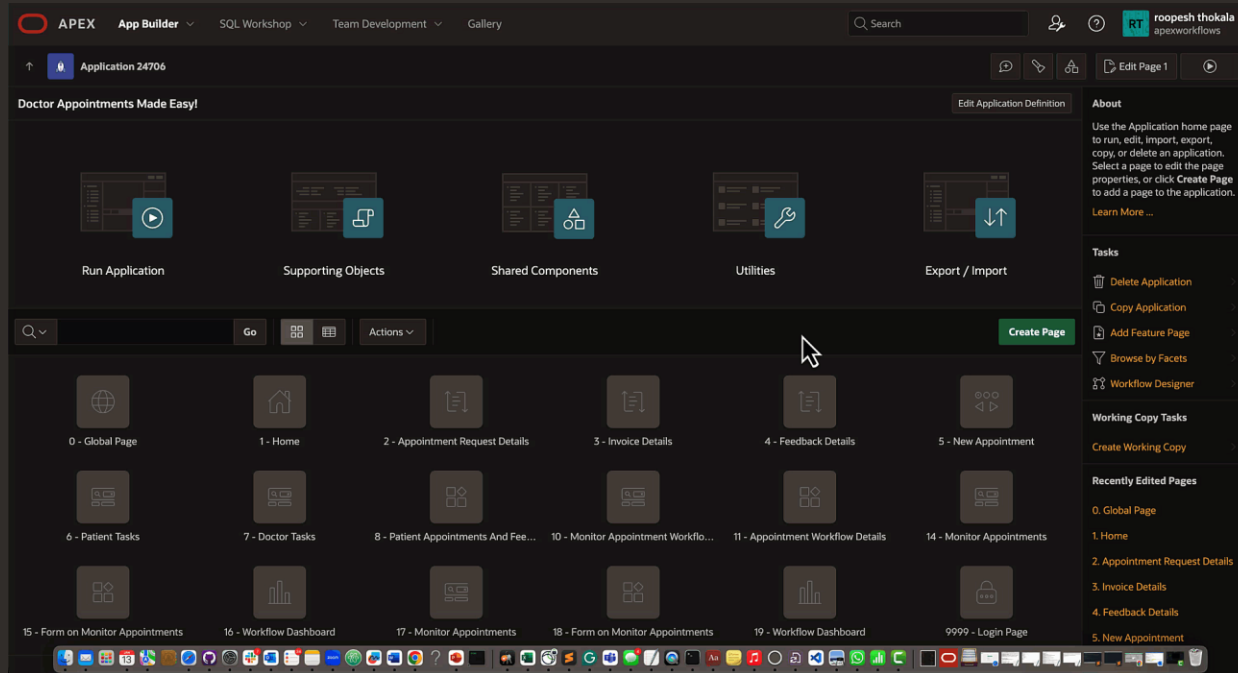 APEX App Builder SQL Workshop Team Development Gallery Search RT roopesh thokala
apexworkflows
Application 24706 Edit Page 1
Doctor Appointments Made Easy! Edit Application Definition
Run Application Supporting Objects Shared Components Utilities Export / Import
Go Actions Create Page
0 - Global Page 1 - Home 2 - Appointment Request Details 3 - Invoice Details 4 - Feedback Details 5 - New Appointment
6 - Patient Tasks 7 - Doctor Tasks 8 - Patient Appointments And Fee... 10 - Monitor Appointment Workflo... 11 - Appointment Workflow Details 14 - Monitor Appointments
15 - Form on Monitor Appointments 16 - Workflow Dashboard 17 - Monitor Appointments 18 - Form on Monitor Appointments 19 - Workflow Dashboard 9999 - Login Page
About
Use the Application home page
to run, edit, import, export,
copy, or delete an application.
Select a page to edit the page
properties, or click Create Page
to add a page to the application.
Learn More ...
Tasks
Delete Application
Copy Application
Add Feature Page
Browse by Facets
Workflow Designer
Working Copy Tasks
Create Working Copy
Recently Edited Pages
0. Global Page
1. Home
2. Appointment Request Details
3. Invoice Details
4. Feedback Details
5. New Appointment